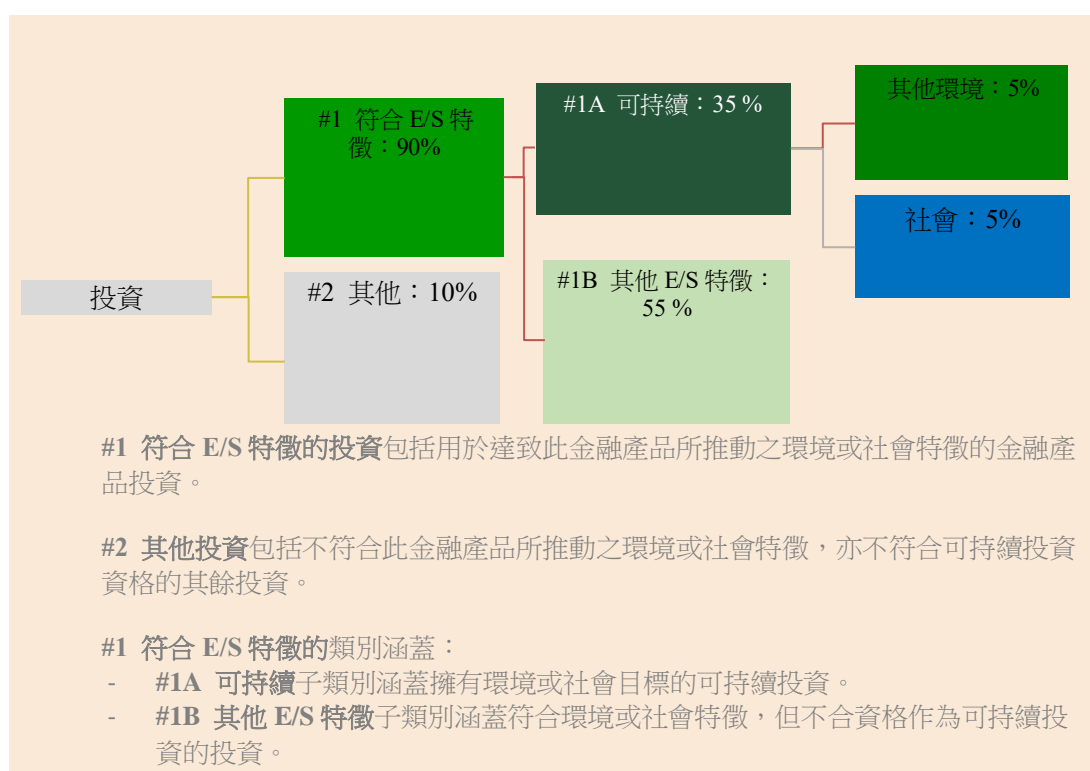 #1 符合 E/S 特
徵：90%
#1A 可持續：35 %
其他環境：5%
社會：5%
投資
#2 其他：10%
#1B 其他 E/S 特徵：
55 %
#1 符合 E/S 特徵的投資包括用於達致此金融產品所推動之環境或社會特徵的金融產
品投資。
#2 其他投資包括不符合此金融產品所推動之環境或社會特徵，亦不符合可持續投資
資格的其餘投資。
#1 符合 E/S 特徵的類別涵蓋：
- #1A 可持續子類別涵蓋擁有環境或社會目標的可持續投資。
- #1B 其他 E/S 特徵子類別涵蓋符合環境或社會特徵，但不合資格作為可持續投
資的投資。